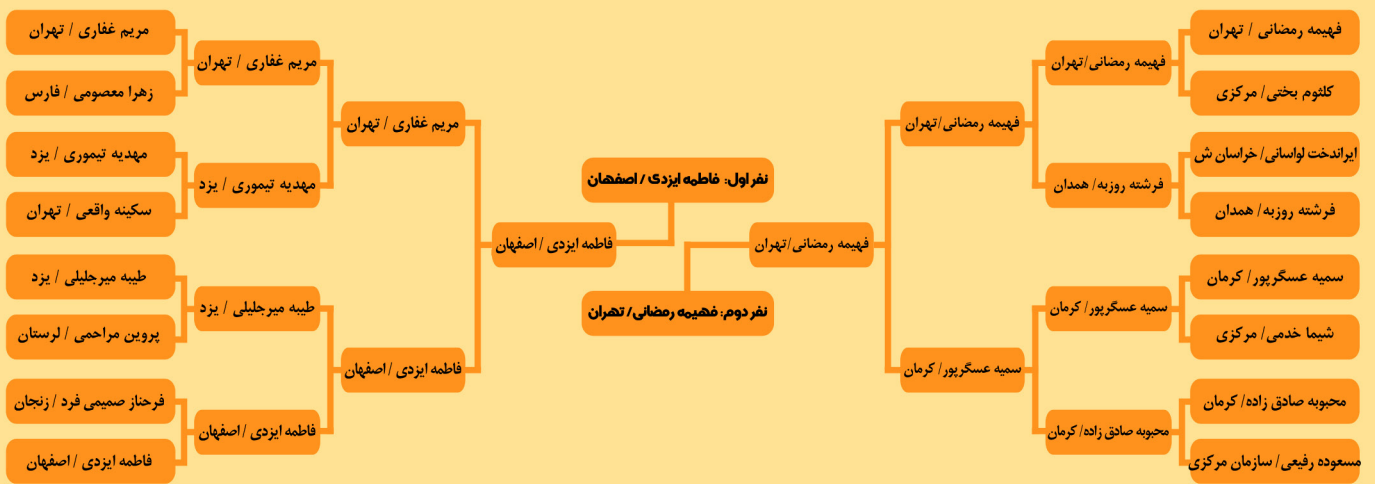 فهیمه رمضانی / تهران
کلثوم بختی/ مرکزی
ایراندخت لواسانی/ خراسان ش
فرشته روزبه/ همدان
سمیه عسگرپور/ کرمان
شیما خدمی/ مرکزی
محبوبه صادق زاده/ کرمان
مسعوده رفیعی/ سازمان مرکزی
فهیمه رمضانی/تهران
فرشته روزبه/ همدان
سمیه عسگرپور/ کرمان
محبوبه صادق زاده/ کرمان
فهیمه رمضانی/تهران
سمیه عسگرپور/ کرمان
فهیمه رمضانی/تهران
نفر اول: فاطمه ایزدی / اصفهان
نفر دوم: فهیمه رمضانی/ تهران
فاطمه ایزدی / اصفهان
مریم غفاری / تهران
فاطمه ایزدی / اصفهان
مریم غفاری / تهران
مهدیه تیموری / یزد
طیبه میرجلیلی / یزد
فاطمه ایزدی / اصفهان
مریم غفاری / تهران
زهرا معصومی / فارس
مهدیه تیموری / یزد
سکینه واقعی / تهران
طیبه میرجلیلی / یزد
پروین مراحمی / لرستان
فرحناز صمیمی فرد / زنجان
فاطمه ایزدی / اصفهان